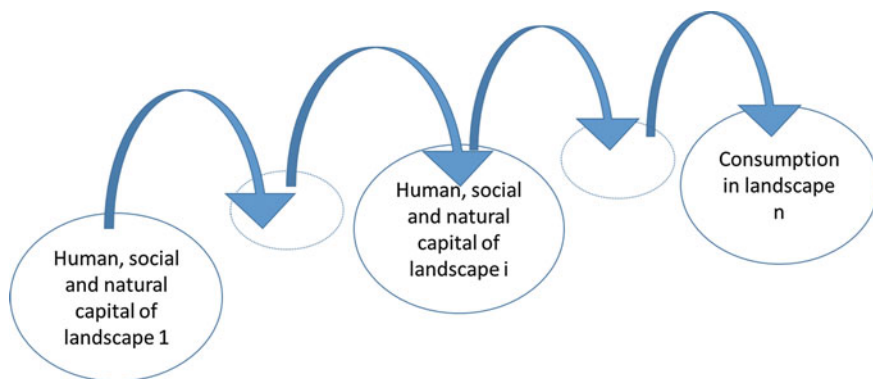 Human, social
and natural
capital of
landscape 1
Human, social
and natural
capital of
landscape i
Consumption
in landscape
n